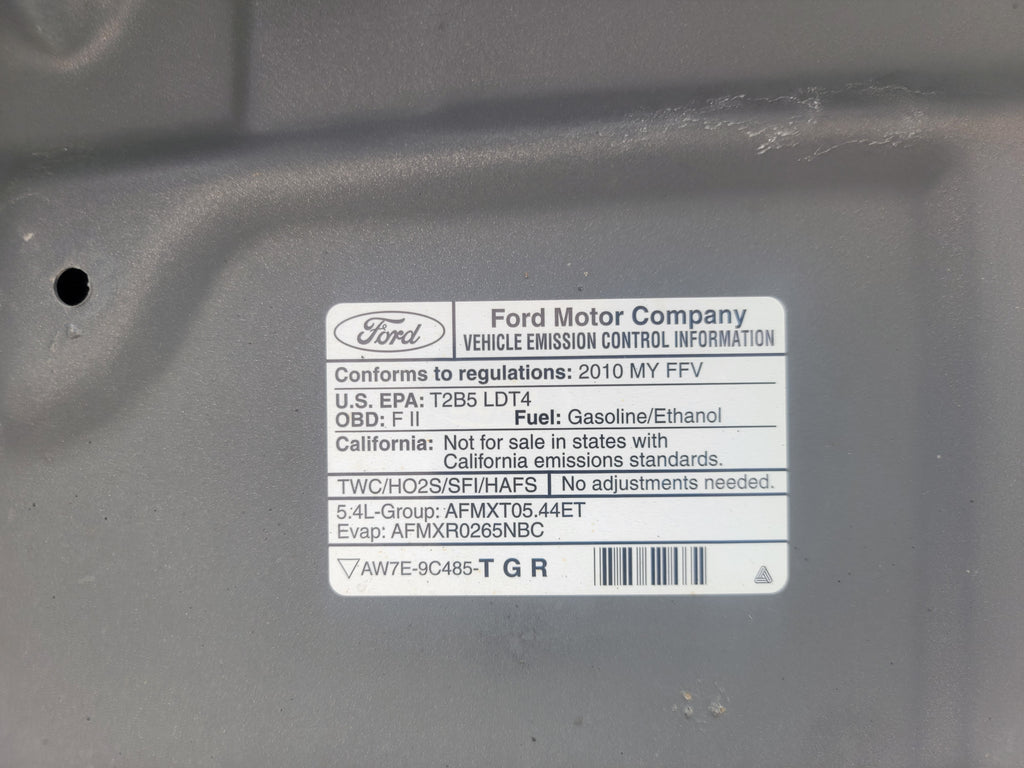 Ford
Ford Motor Company
VEHICLE EMISSION CONTROL INFORMATION
Conforms to regulations: 2010 MY FFV
U.S. EPA: T2B5 LDT4
OBD: F II Fuel: Gasoline/Ethanol
California: Not for sale in states with
California emissions standards.
TWC/HO2S/SFI/HAFS No adjustments needed.
5.4L-Group: AFMXT05.44ET
Evap: AFMXR0265NBC
AW7E-9C485-T G R